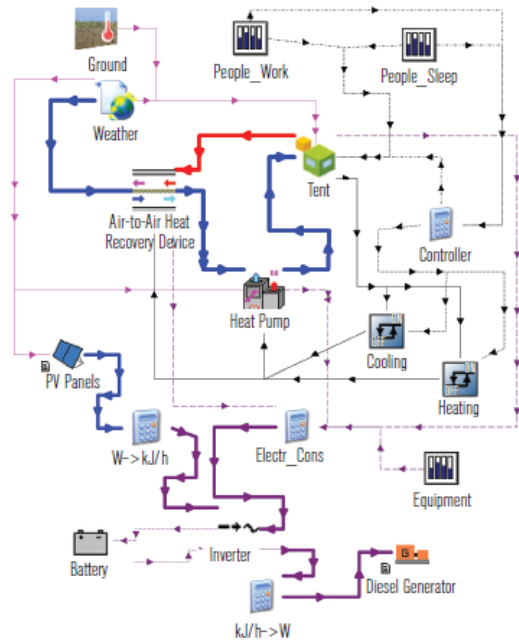 Ground
People_Work
People_Sleep
Weather
Tent
Air-to-Air Heat
Recovery Device
Controller
Heat Pump
Cooling
PV Panels
Heating
W->kJ/h
Electr_Cons
Equipment
Battery
Inverter
Diesel Generator
kJ/h->W